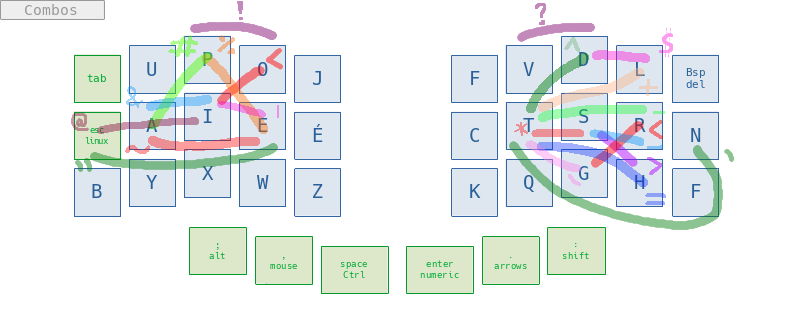 Combos
! ?
# % < ^ $
tab U P O J F V D L Bsp del
& +
@ esc linux A I E | É C * T S R < N
~ " ' >
B Y X W Z K Q G H = F
; alt , mouse space Ctrl enter numeric . arrows : shift